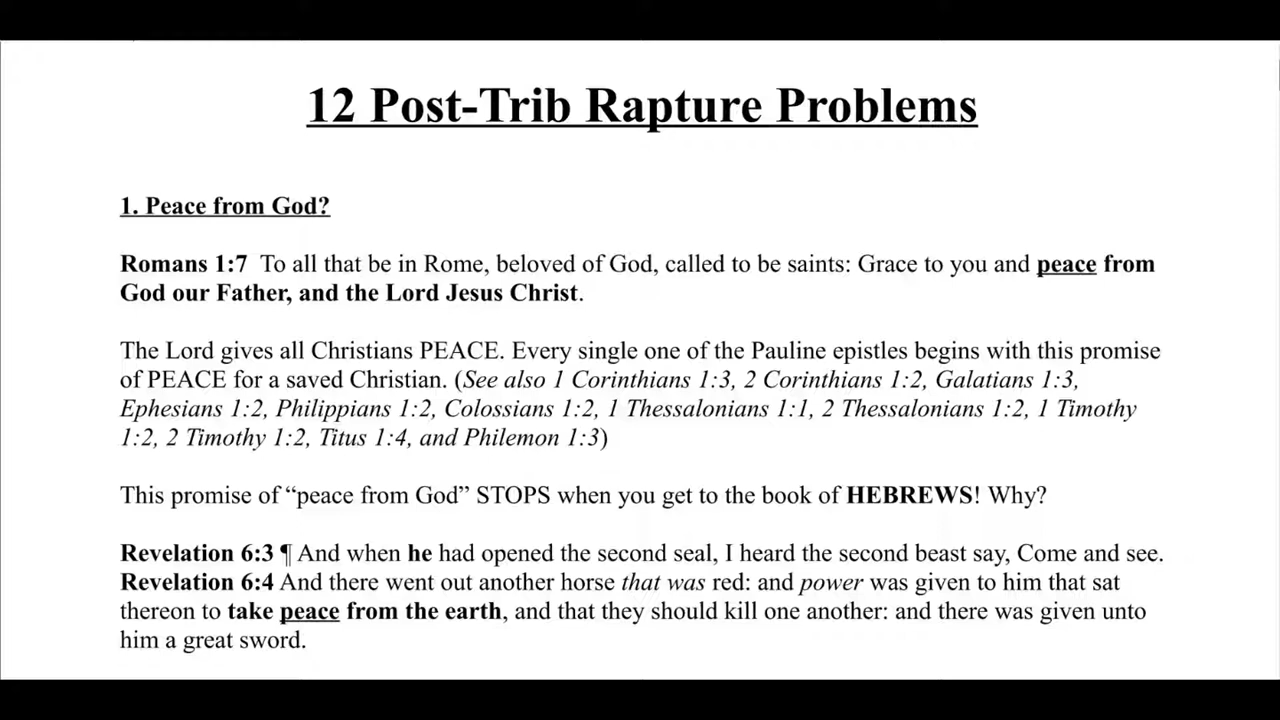 12 Post-Trib Rapture Problems
1. Peace from God?
Romans 1:7 To all that be in Rome, beloved of God, called to be saints: Grace to you and peace from
God our Father, and the Lord Jesus Christ.
The Lord gives all Christians PEACE. Every single one of the Pauline epistles begins with this promise
of PEACE for a saved Christian. (See also 1 Corinthians 1:3, 2 Corinthians 1:2, Galatians 1:3,
Ephesians 1:2, Philippians 1:2, Colossians 1:2, 1 Thessalonians 1:1, 2 Thessalonians 1:2, 1 Timothy
1:2, 2 Timothy 1:2, Titus 1:4, and Philemon 1:3)
This promise of “peace from God” STOPS when you get to the book of HEBREWS! Why?
Revelation 6:3 ¶ And when he had opened the second seal, I heard the second beast say, Come and see.
Revelation 6:4 And there went out another horse that was red: and power was given to him that sat
thereon to take peace from the earth, and that they should kill one another: and there was given unto
him a great sword.